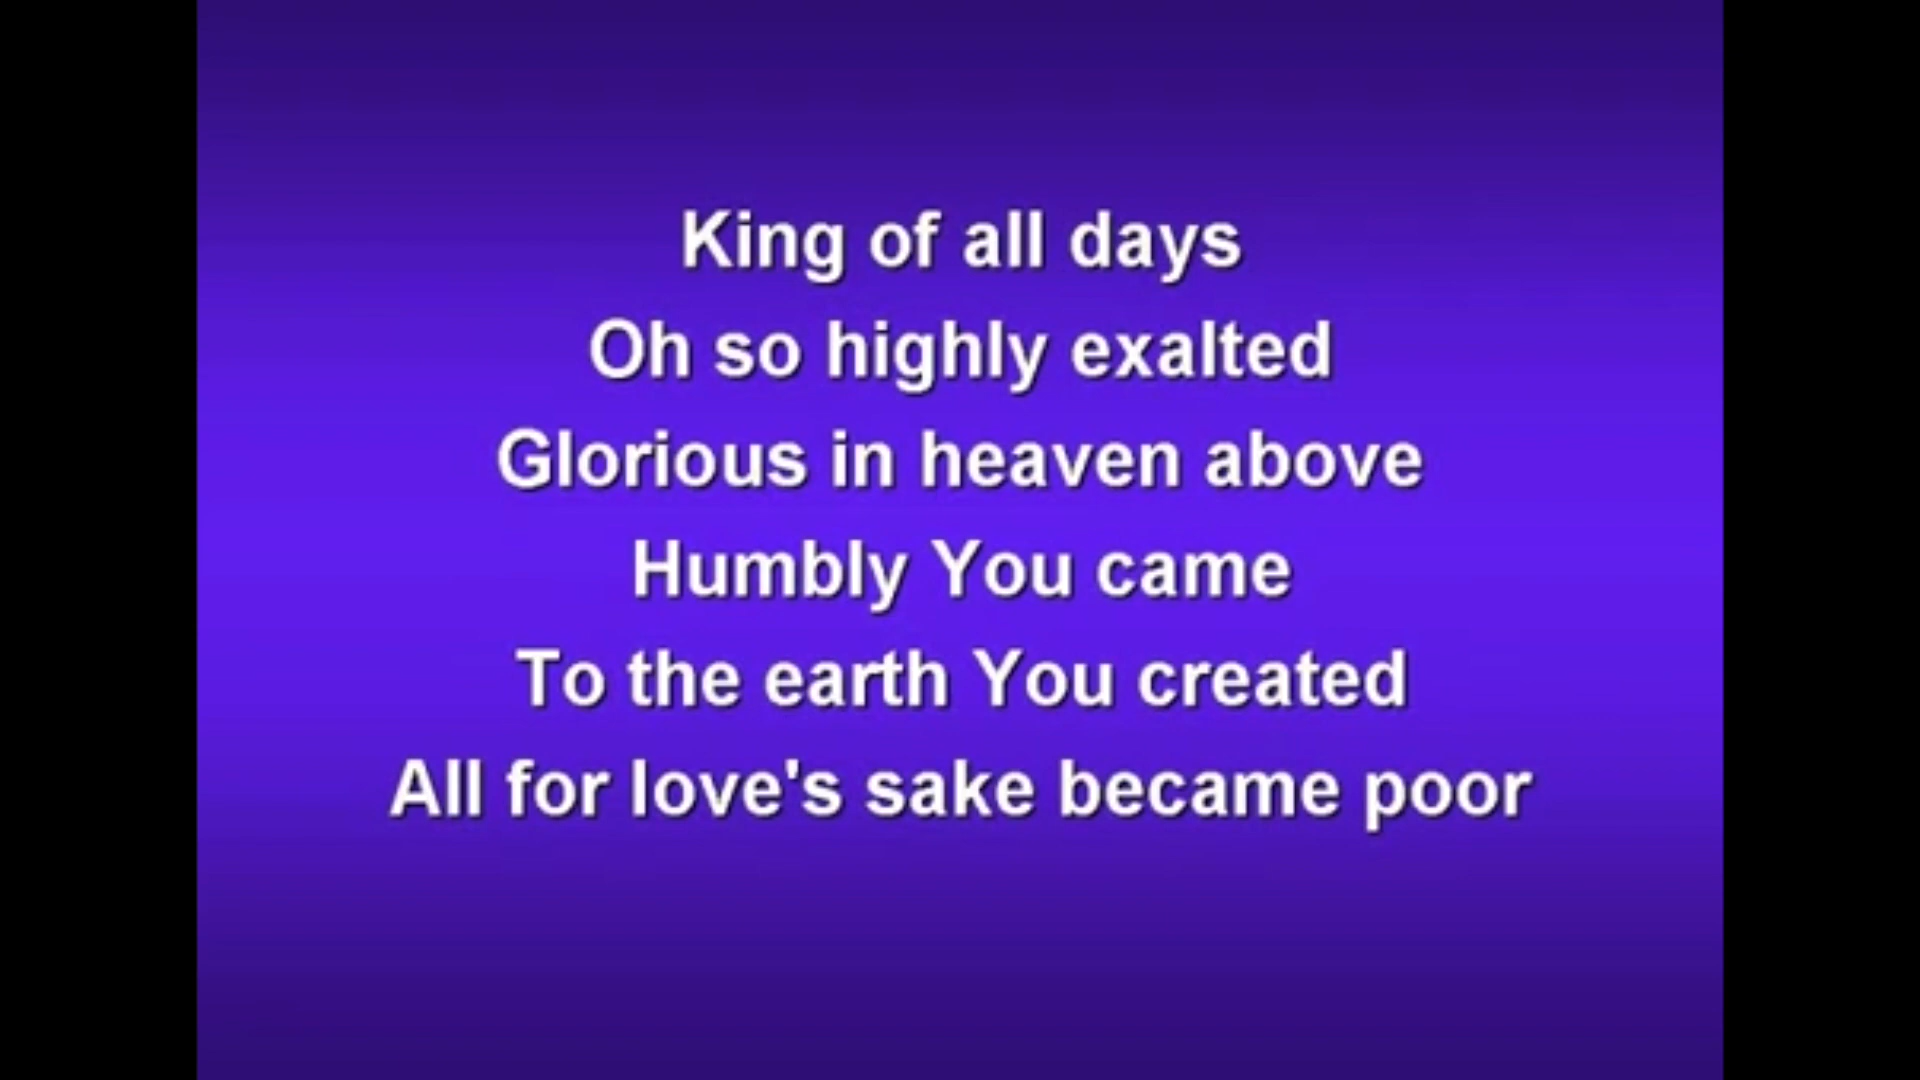 King of all days
Oh so highly exalted
Glorious in heaven above
Humbly You came
To the earth You created
All for love's sake became poor